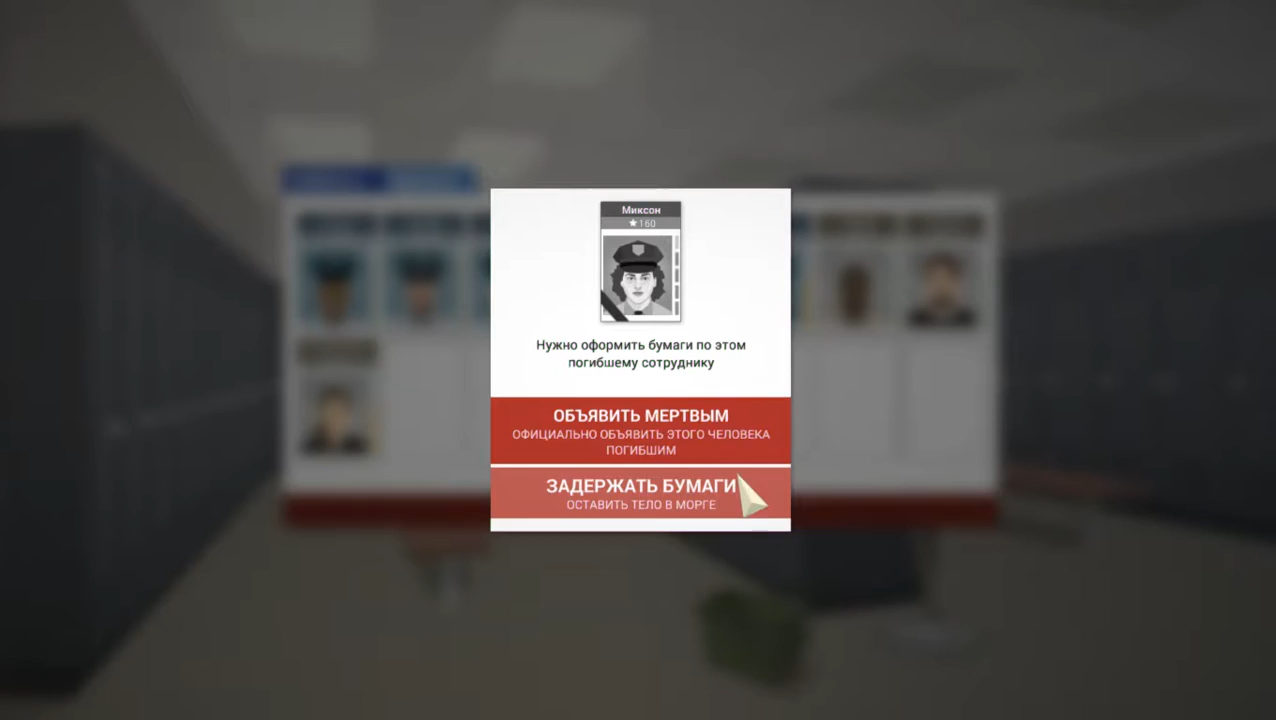 Миксон
★160
Нужно оформить бумаги по этом
погибшему сотруднику
ОБЪЯВИТЬ МЕРТВЫМ
ОФИЦИАЛЬНО ОБЪЯВИТЬ ЭТОГО ЧЕЛОВЕКА
ПОГИБШИМ
ЗАДЕРЖАТЬ БУМАГИ
ОСТАВИТЬ ТЕЛО В МОРГЕ